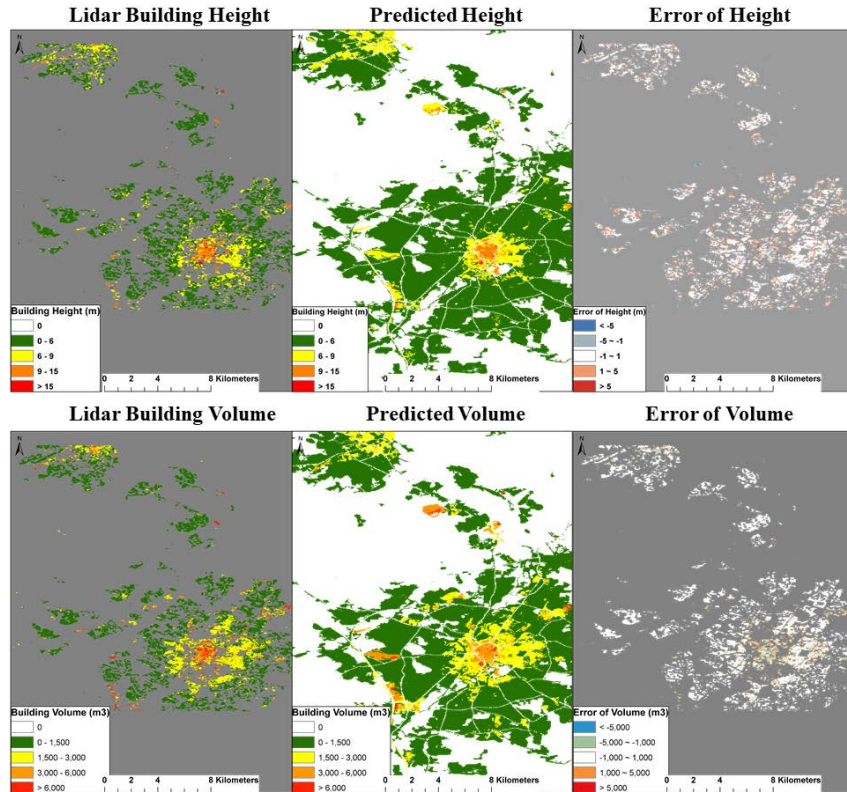 Lidar Building Height
Predicted Height
Error of Height
N
N
N
Building Height (m)
0
0 - 6
6 - 9
9 - 15
> 15
0 2 4 8 Kilometers
Building Height (m)
0
0 - 6
6 - 9
9 - 15
> 15
0 2 4 8 Kilometers
Error of Height (m)
< -5
-5 ~ -1
-1 ~ 1
1 ~ 5
> 5
0 2 4 8 Kilometers
Lidar Building Volume
Predicted Volume
Error of Volume
N
N
N
Building Volume (m3)
0
0 - 1,500
1,500 - 3,000
3,000 - 6,000
> 6,000
0 2 4 8 Kilometers
Building Volume (m3)
0
0 - 1,500
1,500 - 3,000
3,000 - 6,000
> 6,000
0 2 4 8 Kilometers
Error of Volume (m3)
< -5,000
-5,000 ~ -1,000
-1,000 ~ 1,000
1,000 ~ 5,000
> 5,000
0 2 4 8 Kilometers